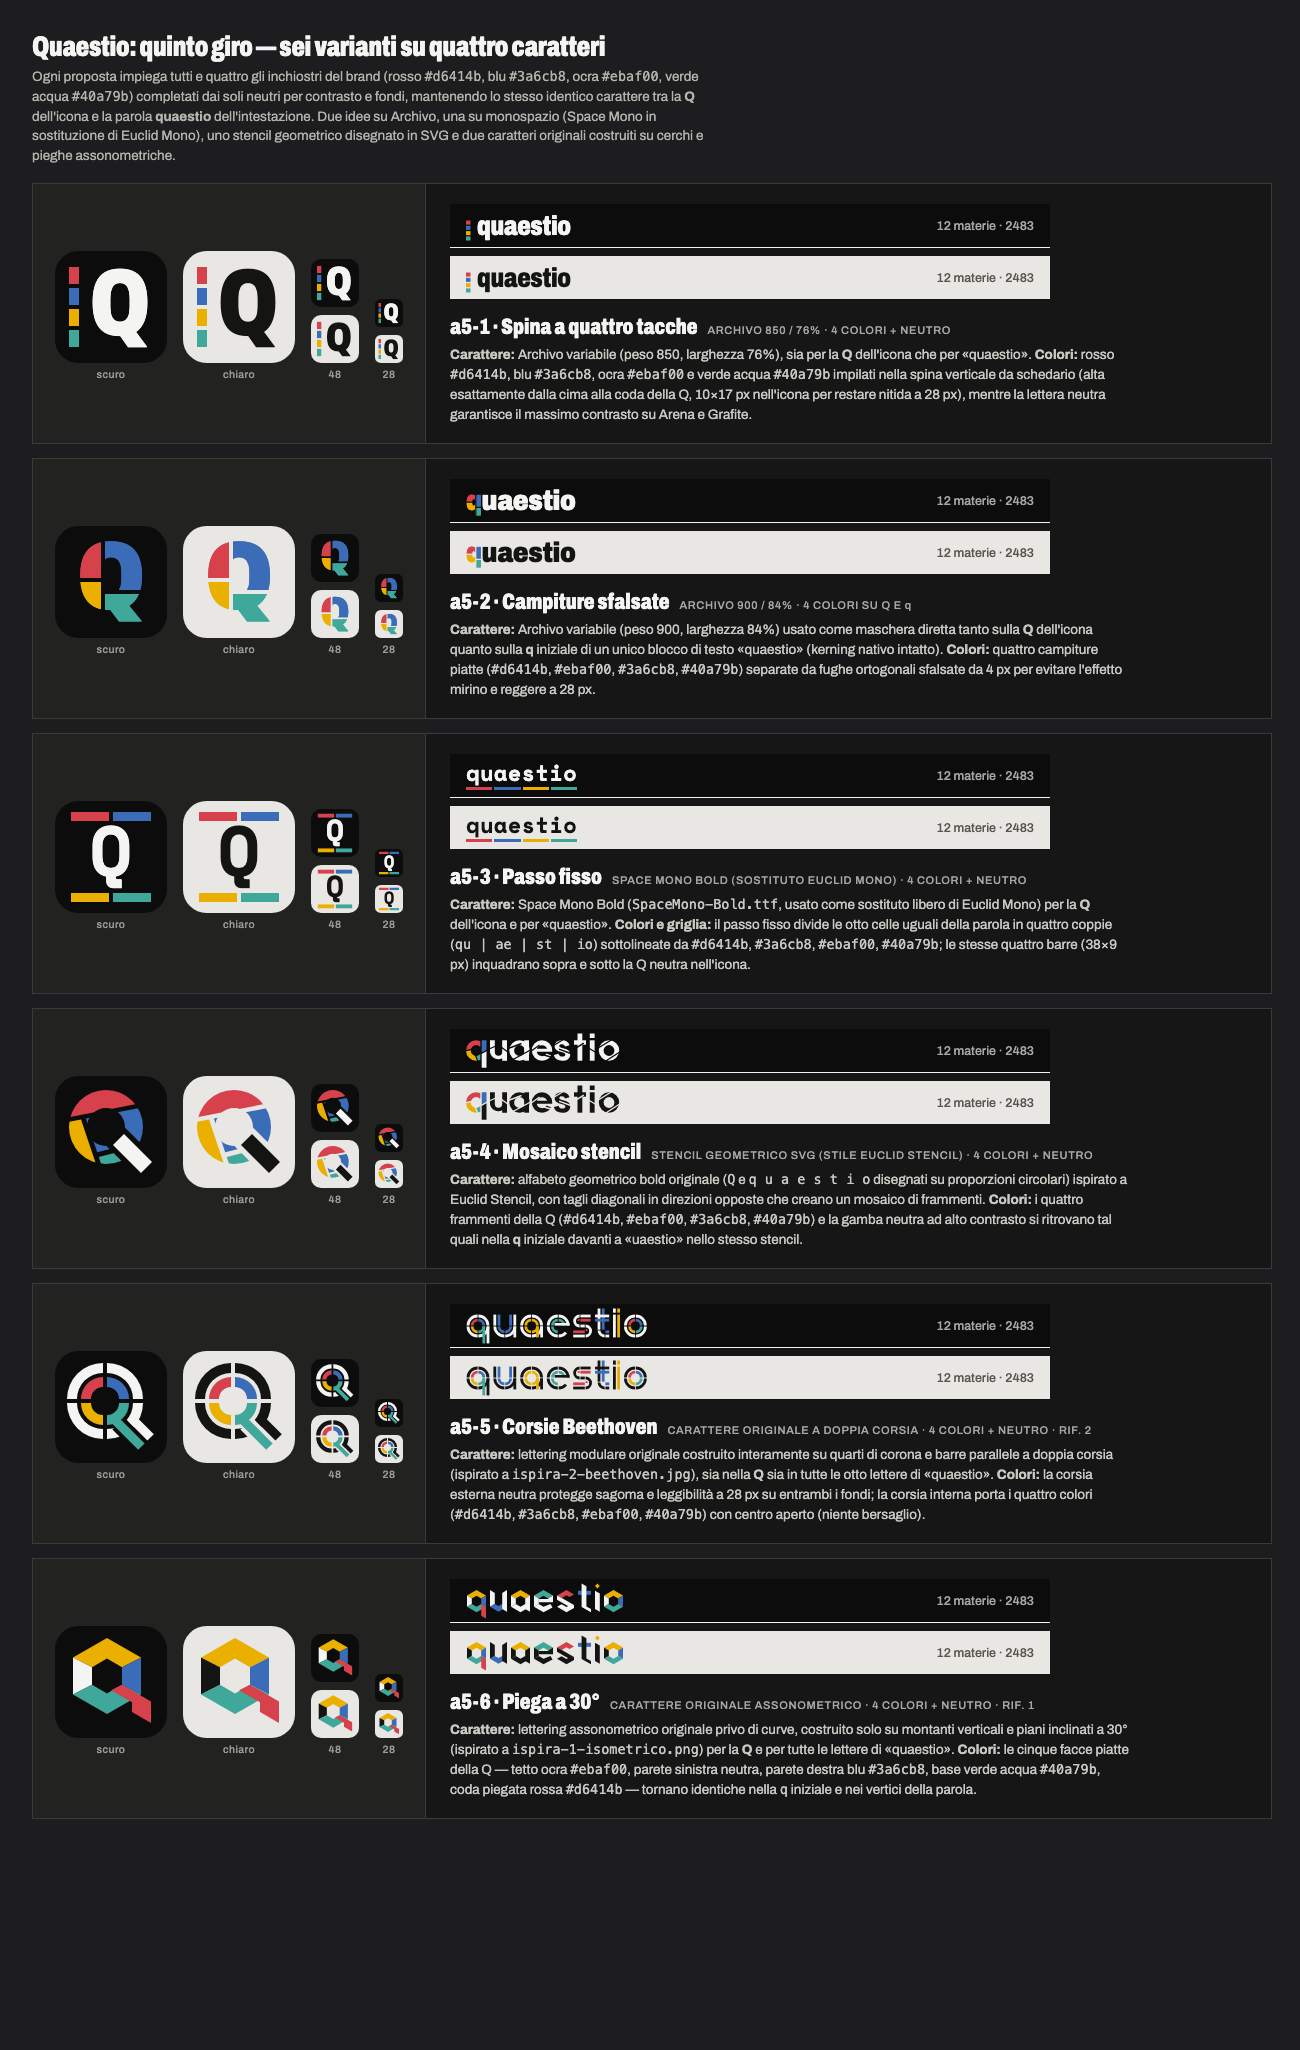 Quaestio: quinto giro — sei varianti su quattro caratteri
Ogni proposta impiega tutti e quattro gli inchiostri del brand (rosso #d6414b, blu #3a6cb8, ocra #ebaf00, verde
acqua #40a79b) completati dai soli neutri per contrasto e fondi, mantenendo lo stesso identico carattere tra la Q
dell'icona e la parola quaestio dell'intestazione. Due idee su Archivo, una su monospazio (Space Mono in
sostituzione di Euclid Mono), uno stencil geometrico disegnato in SVG e due caratteri originali costruiti su cerchi e
pieghe assonometriche.
Q Q Q Q Q Q
scuro chiaro 48 28
quaestio 12 materie · 2483
quaestio 12 materie · 2483
a5-1 · Spina a quattro tacche ARCHIVO 850 / 76% · 4 COLORI + NEUTRO
Carattere: Archivo variabile (peso 850, larghezza 76%), sia per la Q dell'icona che per «quaestio». Colori: rosso
#d6414b, blu #3a6cb8, ocra #ebaf00 e verde acqua #40a79b impilati nella spina verticale da schedario (alta
esattamente dalla cima alla coda della Q, 10×17 px nell'icona per restare nitida a 28 px), mentre la lettera neutra
garantisce il massimo contrasto su Arena e Grafite.
Q Q Q Q Q Q
scuro chiaro 48 28
quaestio 12 materie · 2483
quaestio 12 materie · 2483
a5-2 · Campiture sfalsate ARCHIVO 900 / 84% · 4 COLORI SU Q E q
Carattere: Archivo variabile (peso 900, larghezza 84%) usato come maschera diretta tanto sulla Q dell'icona
quanto sulla q iniziale di un unico blocco di testo «quaestio» (kerning nativo intatto). Colori: quattro campiture
piatte (#d6414b, #ebaf00, #3a6cb8, #40a79b) separate da fughe ortogonali sfalsate da 4 px per evitare l'effetto
mirino e reggere a 28 px.
Q Q Q Q Q Q
scuro chiaro 48 28
quaestio 12 materie · 2483
quaestio 12 materie · 2483
a5-3 · Passo fisso SPACE MONO BOLD (SOSTITUTO EUCLID MONO) · 4 COLORI + NEUTRO
Carattere: Space Mono Bold (SpaceMono-Bold.ttf, usato come sostituto libero di Euclid Mono) per la Q
dell'icona e per «quaestio». Colori e griglia: il passo fisso divide le otto celle uguali della parola in quattro coppie
(qu | ae | st | io) sottolineate da #d6414b, #3a6cb8, #ebaf00, #40a79b; le stesse quattro barre (38×9
px) inquadrano sopra e sotto la Q neutra nell'icona.
Q Q Q Q Q Q
scuro chiaro 48 28
quaestio 12 materie · 2483
quaestio 12 materie · 2483
a5-4 · Mosaico stencil STENCIL GEOMETRICO SVG (STILE EUCLID STENCIL) · 4 COLORI + NEUTRO
Carattere: alfabeto geometrico bold originale (Q e q u a e s t i o disegnati su proporzioni circolari) ispirato a
Euclid Stencil, con tagli diagonali in direzioni opposte che creano un mosaico di frammenti. Colori: i quattro
frammenti della Q (#d6414b, #ebaf00, #3a6cb8, #40a79b) e la gamba neutra ad alto contrasto si ritrovano tal
quali nella q iniziale davanti a «uaestio» nello stesso stencil.
Q Q Q Q Q Q
scuro chiaro 48 28
quaestio 12 materie · 2483
quaestio 12 materie · 2483
a5-5 · Corsie Beethoven CARATTERE ORIGINALE A DOPPIA CORSIA · 4 COLORI + NEUTRO · RIF. 2
Carattere: lettering modulare originale costruito interamente su quarti di corona e barre parallele a doppia corsia
(ispirato a ispira-2-beethoven.jpg), sia nella Q sia in tutte le otto lettere di «quaestio». Colori: la corsia
esterna neutra protegge sagoma e leggibilità a 28 px su entrambi i fondi; la corsia interna porta i quattro colori
(#d6414b, #3a6cb8, #ebaf00, #40a79b) con centro aperto (niente bersaglio).
Q Q Q Q Q Q
scuro chiaro 48 28
quaestio 12 materie · 2483
quaestio 12 materie · 2483
a5-6 · Piega a 30° CARATTERE ORIGINALE ASSONOMETRICO · 4 COLORI + NEUTRO · RIF. 1
Carattere: lettering assonometrico originale privo di curve, costruito solo su montanti verticali e piani inclinati a 30°
(ispirato a ispira-1-isometrico.png) per la Q e per tutte le lettere di «quaestio». Colori: le cinque facce piatte
della Q — tetto ocra #ebaf00, parete sinistra neutra, parete destra blu #3a6cb8, base verde acqua #40a79b,
coda piegata rossa #d6414b — tornano identiche nella q iniziale e nei vertici della parola.